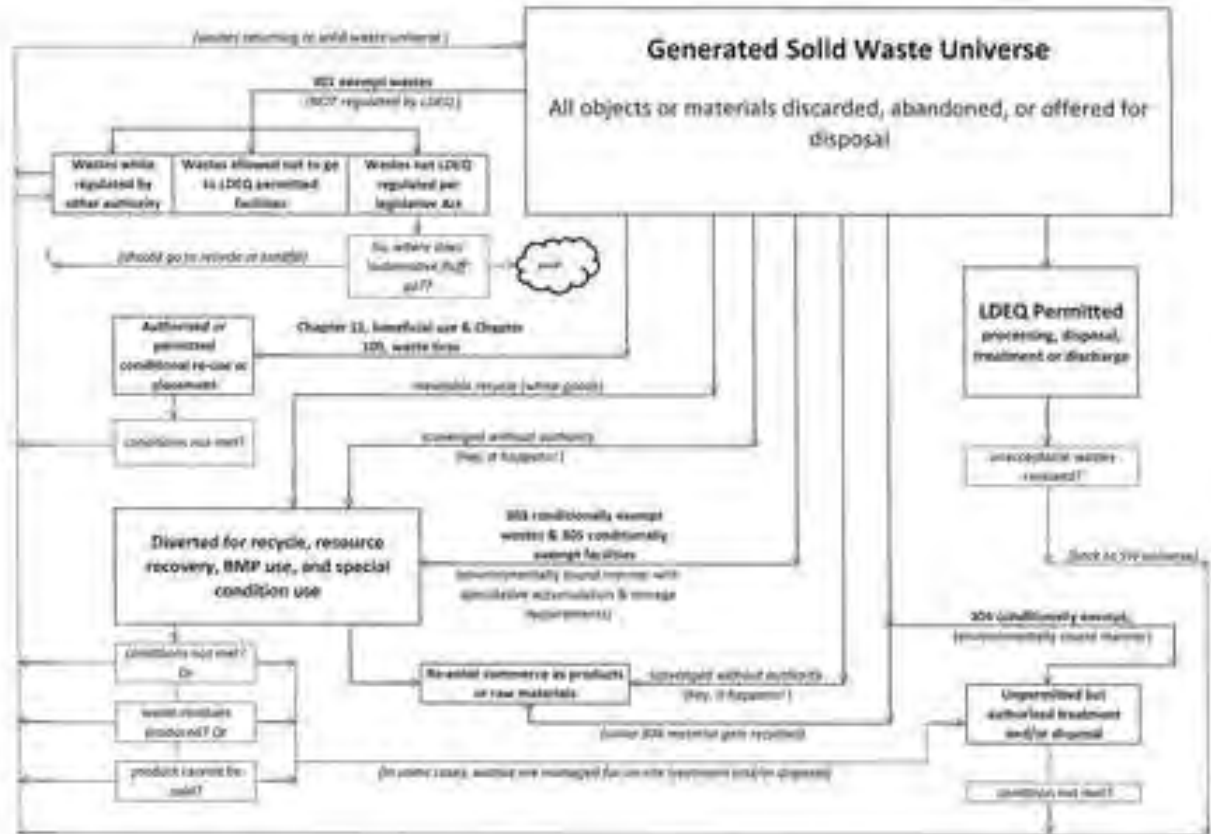 (wastes returning to solid waste universe)
Generated Solid Waste Universe
All objects or materials discarded, abandoned, or offered for
disposal
301 exempt wastes
(NOT regulated by LDEQ)
Wastes while
regulated by
other authority
Wastes allowed not to go
to LDEQ permitted
facilities
Wastes not LDEQ
regulated per
legislative Act
(should go to recycle or landfill)
So, where does
automotive fluff
go??
LDEQ Permitted
processing, disposal,
treatment or discharge
Authorized or
permitted
conditional re-use or
placement
Chapter 11, beneficial use & Chapter
105, waste tires
recycle (white goods)
conditions not met?
scavenged without authority
(Hey, it happens!)
unacceptable wastes
received?
Diverted for recycle, resource
recovery, BMP use, and special
condition use
303 conditionally exempt
wastes & 305 conditionally
exempt facilities
(environmentally sound manner with
speculative accumulation & storage
requirements)
(back to SW universe)
304 conditionally exempt,
(environmentally sound manner)
conditions not met?
Or
Re-enter commerce as products
or raw materials
scavenged without authority
(Hey, it happens!)
waste residues
produced? Or
(some 304 material gets recycled)
Unpermitted but
authorized treatment
and/or disposal
product cannot be
sold?
(in some cases, wastes are managed for on-site treatment and/or disposal)
condition not met?